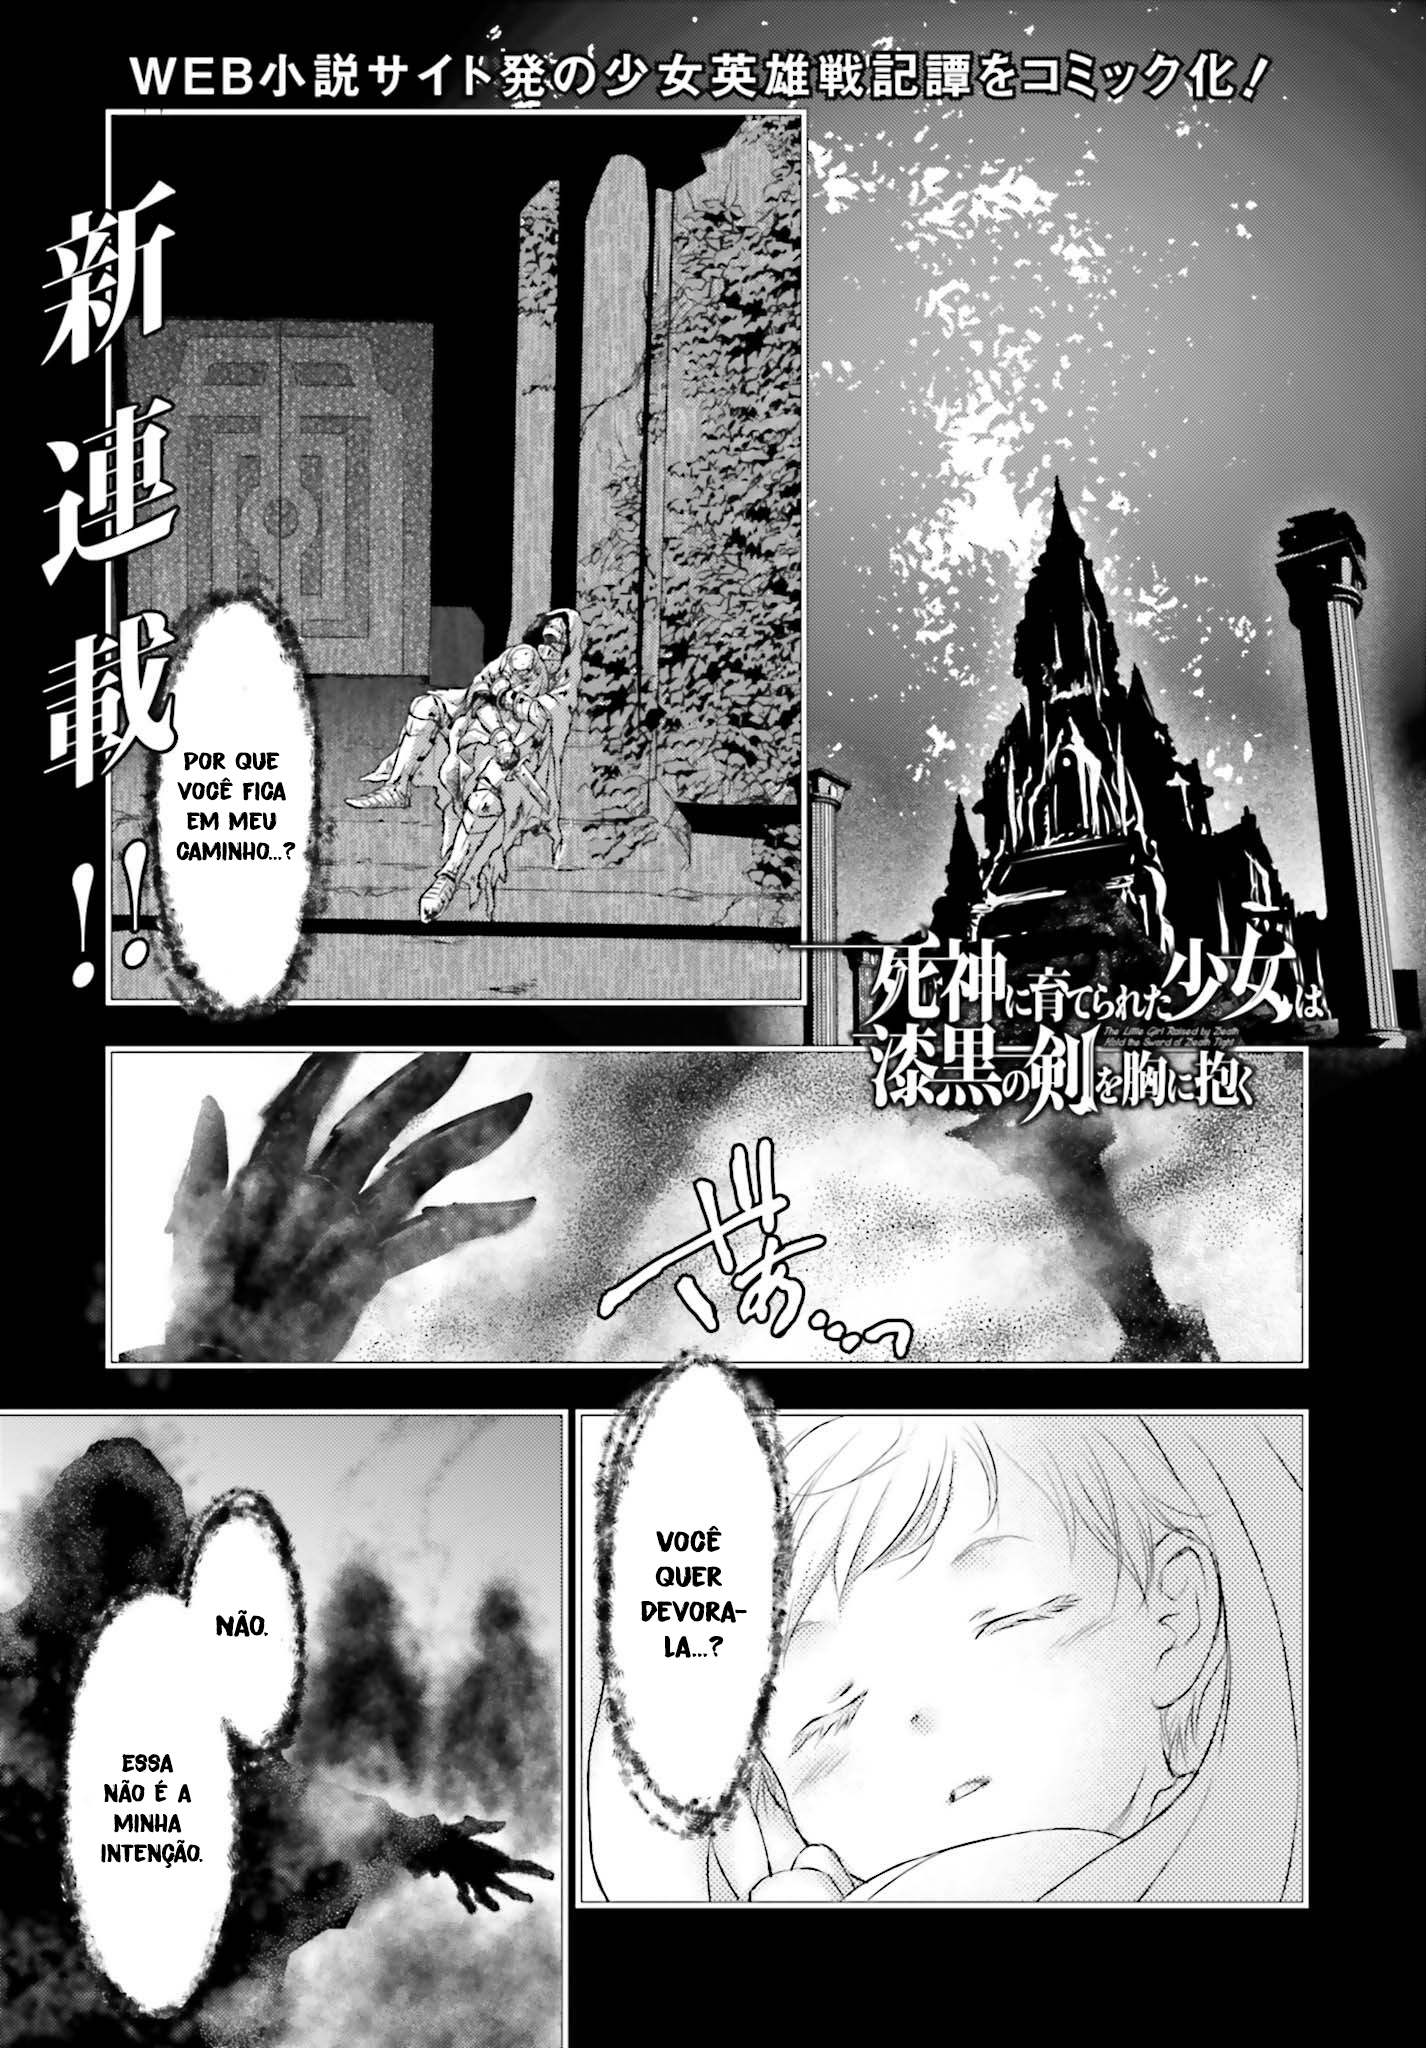 WEB小説サイト発の少女英雄戦記譚をコミック化！
新連載！！
死神に育てられた少女は
漆黒の剣を胸に抱く
The Little Girl Raised by Death
Hold the Sword of Death Tight
POR QUE
VOCÊ FICA
EM MEU
CAMINHO...?
ザあ…っ
VOCÊ
QUER
DEVORA-
LA...?
NÃO.
ESSA
NÃO É A
MINHA
INTENÇÃO.